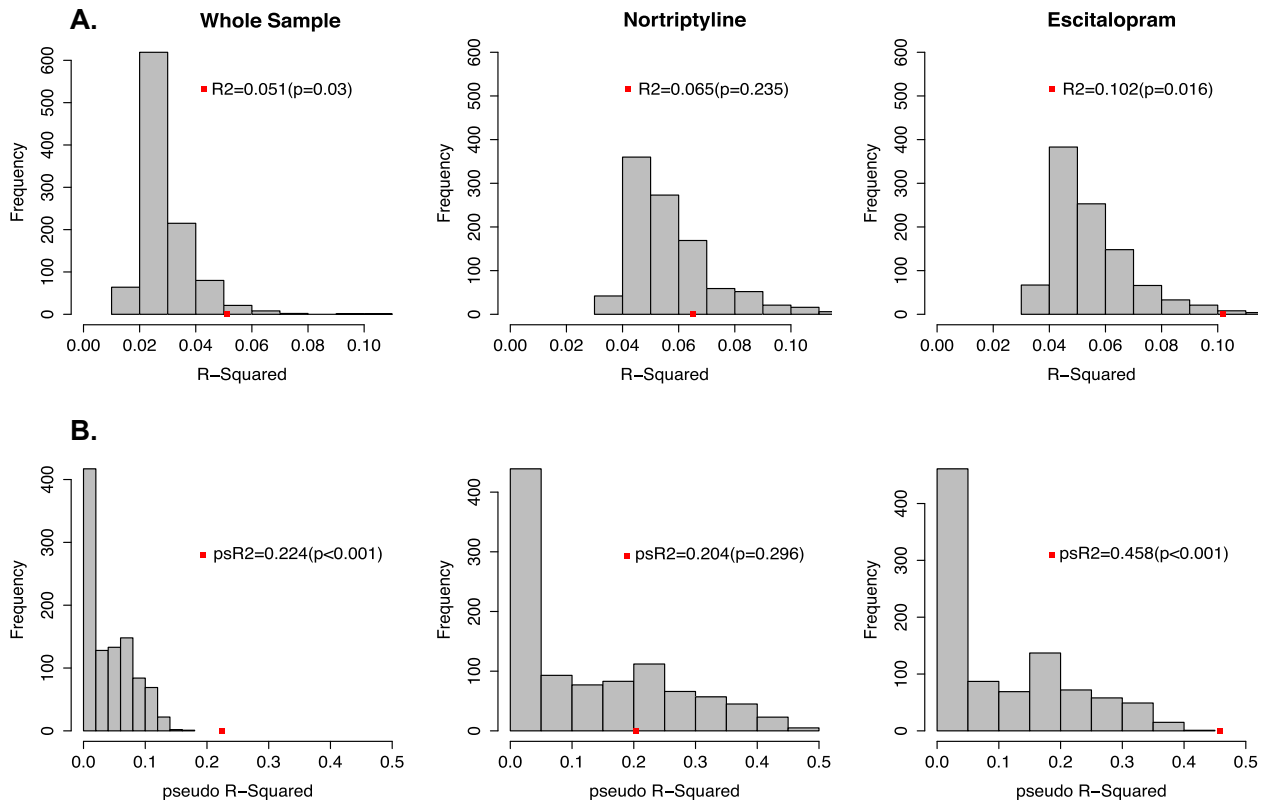 A.
Whole Sample
Nortriptyline
Escitalopram
R2=0.051(p=0.03)
R2=0.065(p=0.235)
R2=0.102(p=0.016)
Frequency
0 100 200 300 400 500 600
0.00 0.02 0.04 0.06 0.08 0.10
R−Squared
Frequency
0 100 200 300 400 500 600
0.00 0.02 0.04 0.06 0.08 0.10
R−Squared
Frequency
0 100 200 300 400 500 600
0.00 0.02 0.04 0.06 0.08 0.10
R−Squared
B.
psR2=0.224(p<0.001)
psR2=0.204(p=0.296)
psR2=0.458(p<0.001)
Frequency
0 100 200 300 400
0.0 0.1 0.2 0.3 0.4 0.5
pseudo R−Squared
Frequency
0 100 200 300 400
0.0 0.1 0.2 0.3 0.4 0.5
pseudo R−Squared
Frequency
0 100 200 300 400
0.0 0.1 0.2 0.3 0.4 0.5
pseudo R−Squared